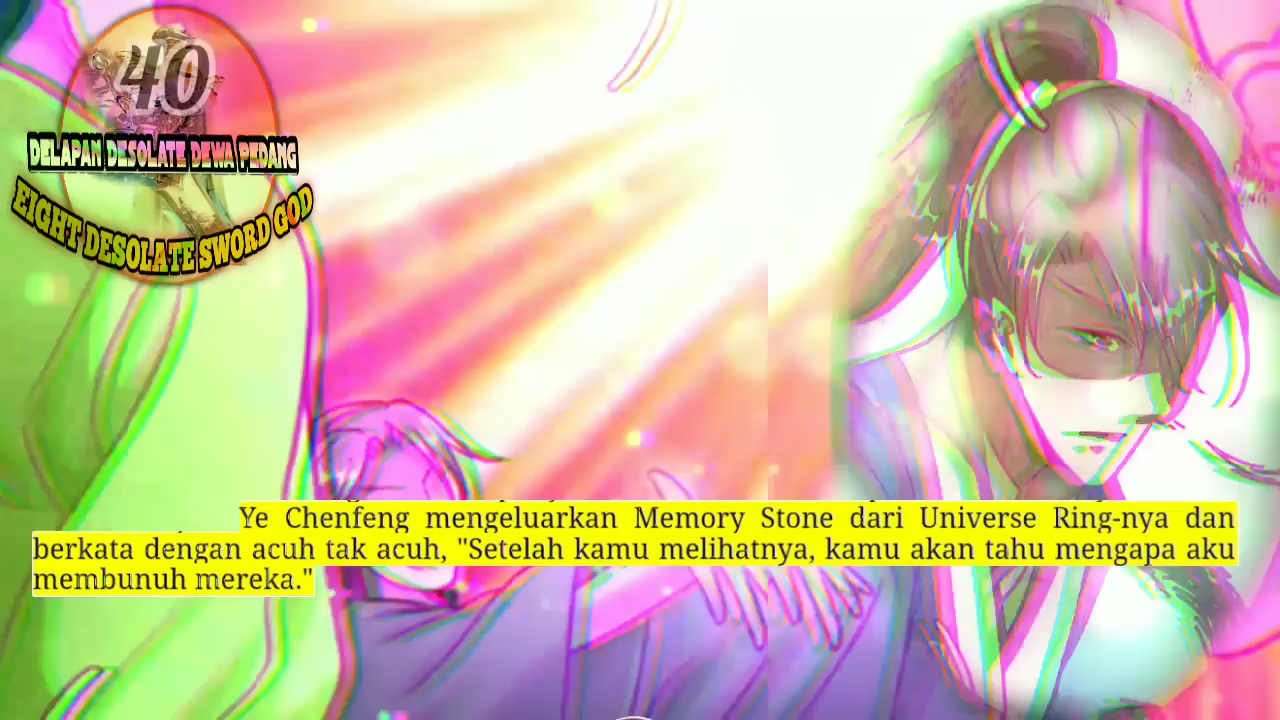 40
DELAPAN DESOLATE DEWA PEDANG
EIGHT DESOLATE SWORD GOD
Ye Chenfeng mengeluarkan Memory Stone dari Universe Ring-nya dan
berkata dengan acuh tak acuh, "Setelah kamu melihatnya, kamu akan tahu mengapa aku
membunuh mereka."